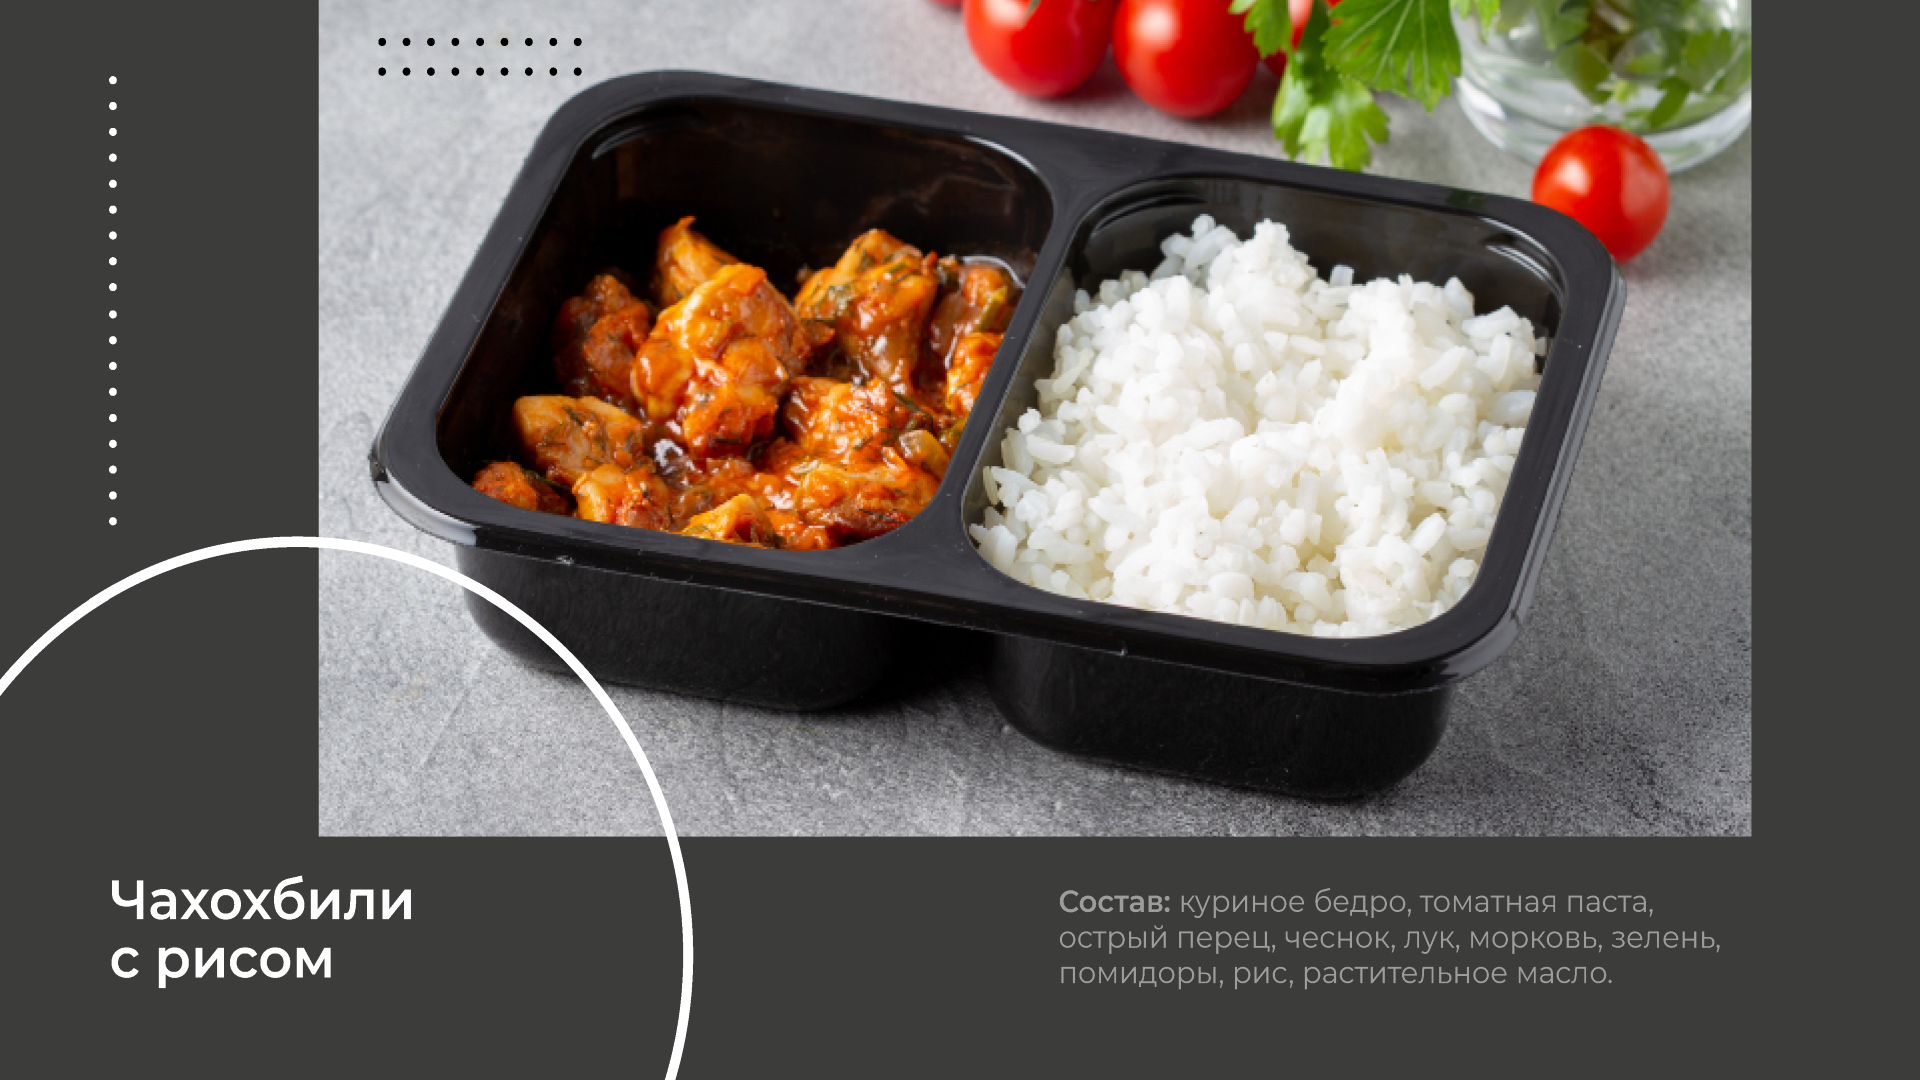 Чахохбили
с рисом
Состав: куриное бедро, томатная паста,
острый перец, чеснок, лук, морковь, зелень,
помидоры, рис, растительное масло.